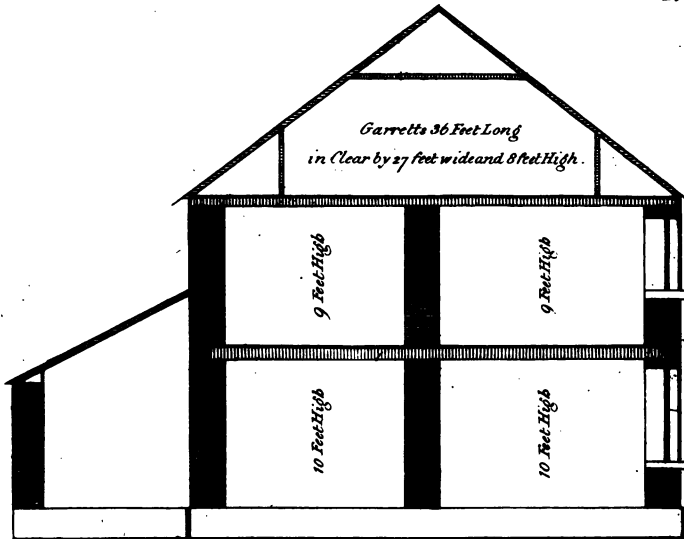 Garretts 36 Feet Long
in Clear by 27 feet wide and 8 feet High.
9 Feet High
9 Feet High
10 Feet High
10 Feet High